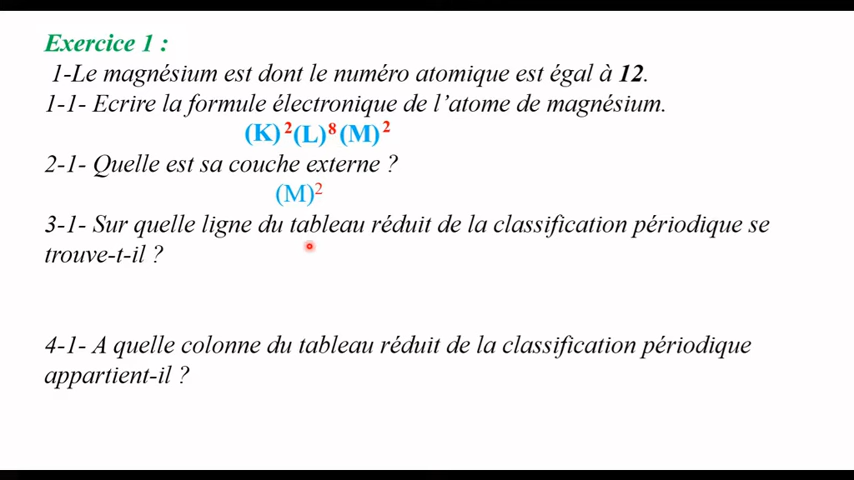 Exercice 1 :
1-Le magnésium est dont le numéro atomique est égal à 12.
1-1- Ecrire la formule électronique de l’atome de magnésium.
(K)²(L)⁸(M)²
2-1- Quelle est sa couche externe ?
(M)²
3-1- Sur quelle ligne du tableau réduit de la classification périodique se
trouve-t-il ?
4-1- A quelle colonne du tableau réduit de la classification périodique
appartient-il ?